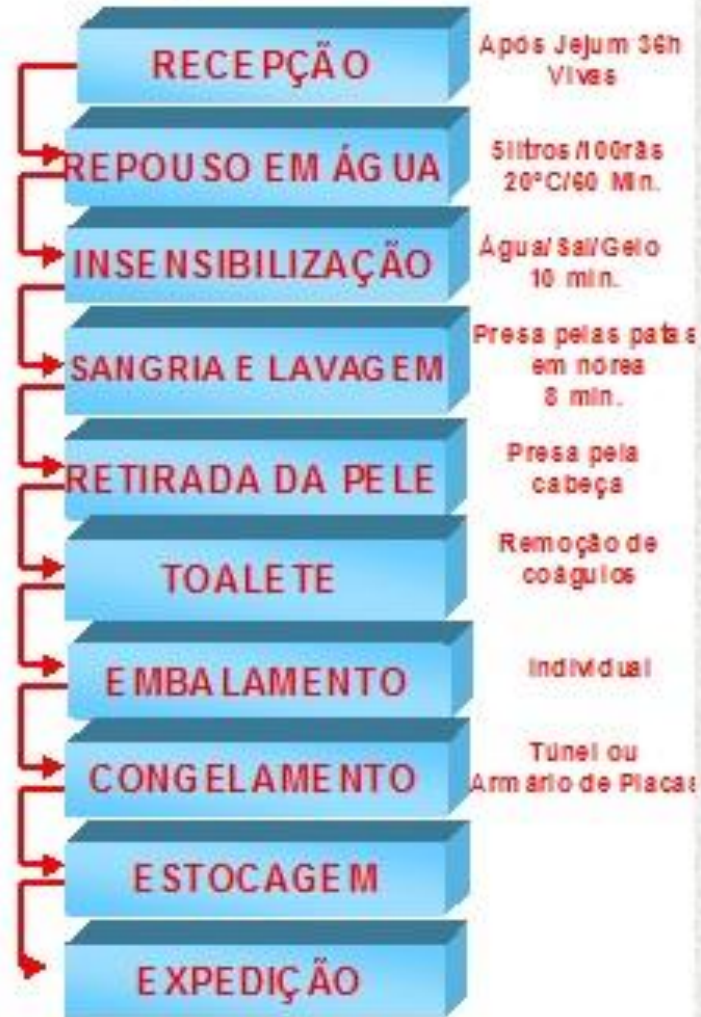 RECEPÇÃO
Após Jejum 36h
Vivas
REPOUSO EM ÁGUA
5litros/100rãs
20ºC/60 Min.
INSENSIBILIZAÇÃO
Água/Sal/Gelo
10 min.
SANGRIA E LAVAGEM
Presa pelas patas
em nórea
8 min.
RETIRADA DA PELE
Presa pela
cabeça
TOALETE
Remoção de
coágulos
EMBALAMENTO
Individual
CONGELAMENTO
Túnel ou
Armário de Placas
ESTOCAGEM
EXPEDIÇÃO